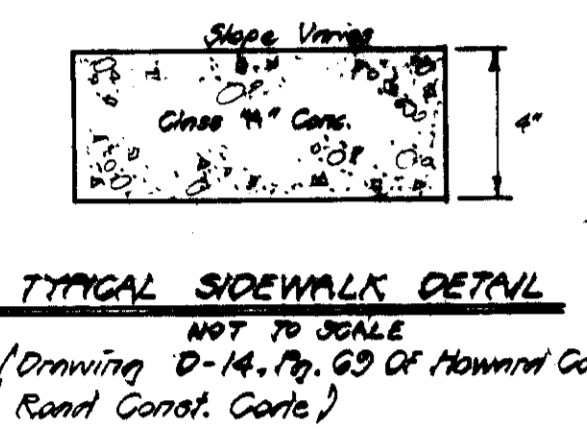 Slope Varies
Class "A" Conc.
4"
TYPICAL SIDEWALK DETAIL
NOT TO SCALE
(Drawing D-14, Pg. 69 Of Howard Co
Road Const. Code)